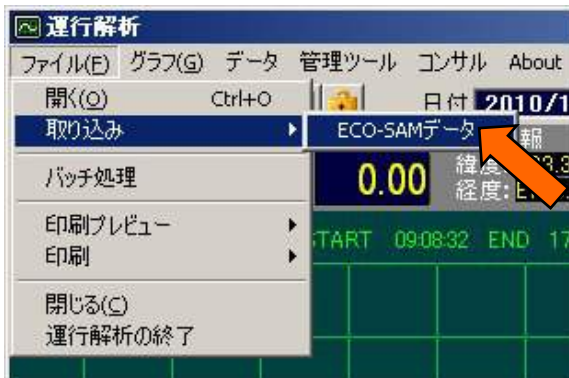 運行解析
ファイル(F) グラフ(G) データ 管理ツール コンサル About
開く(O) Ctrl+O
日付 2010/1
取り込み
ECO-SAMデータ
報
バッチ処理
0.00
緯度:
経度:
印刷プレビュー
START 09:08:32 END 17
印刷
閉じる(C)
運行解析の終了